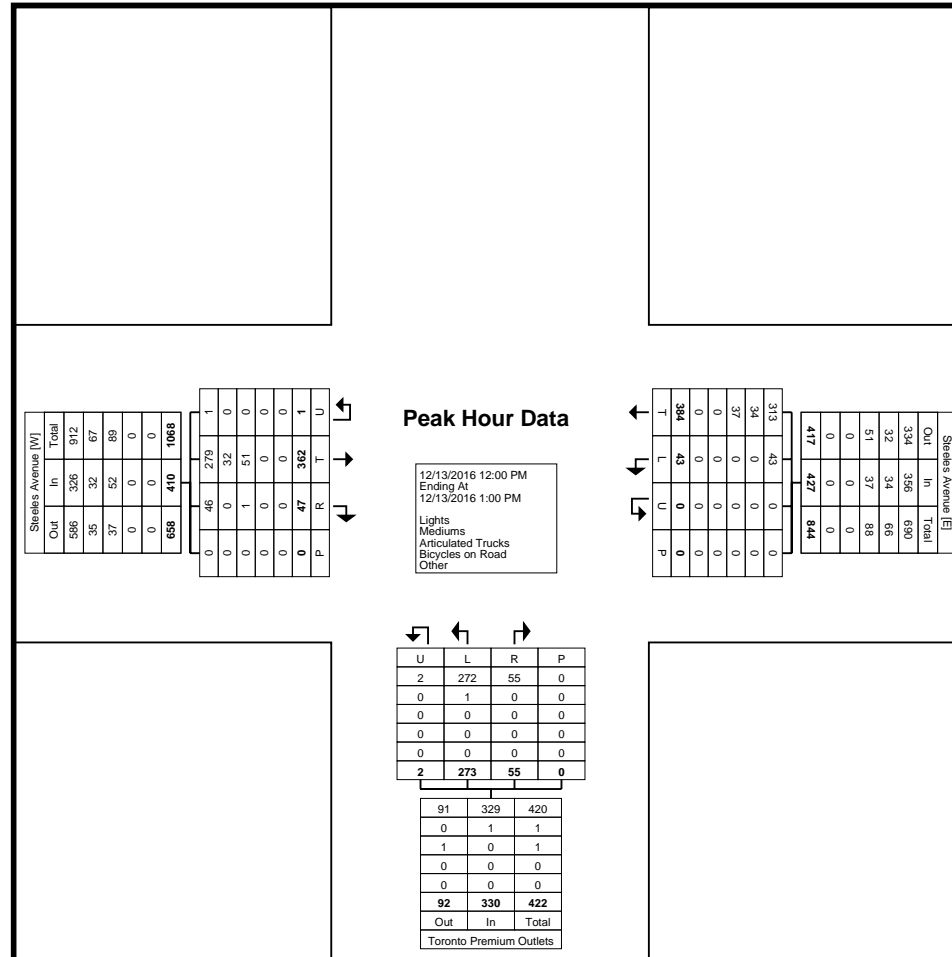 Peak Hour Data
12/13/2016 12:00 PM
Ending At
12/13/2016 1:00 PM
Lights
Mediums
Articulated Trucks
Bicycles on Road
Other
Steeles Avenue [W]
Total 912 67 89 0 0 1068
In 326 32 52 0 0 410
Out 586 35 37 0 0 658
1 0 0 0 0 1 U
279 32 51 0 0 362 T
46 0 1 0 0 47 R
0 0 0 0 0 0 P
T 384 0 0 37 34 313
L 43 0 0 0 0 43
U 0 0 0 0 0 0
P 0 0 0 0 0 0
417 0 0 51 32 334 Out
427 0 0 37 34 356 In
844 0 0 88 66 690 Total
Steeles Avenue [E]
U L R P
2 272 55 0
0 1 0 0
0 0 0 0
0 0 0 0
0 0 0 0
2 273 55 0
91 329 420
0 1 1
1 0 1
0 0 0
0 0 0
92 330 422
Out In Total
Toronto Premium Outlets